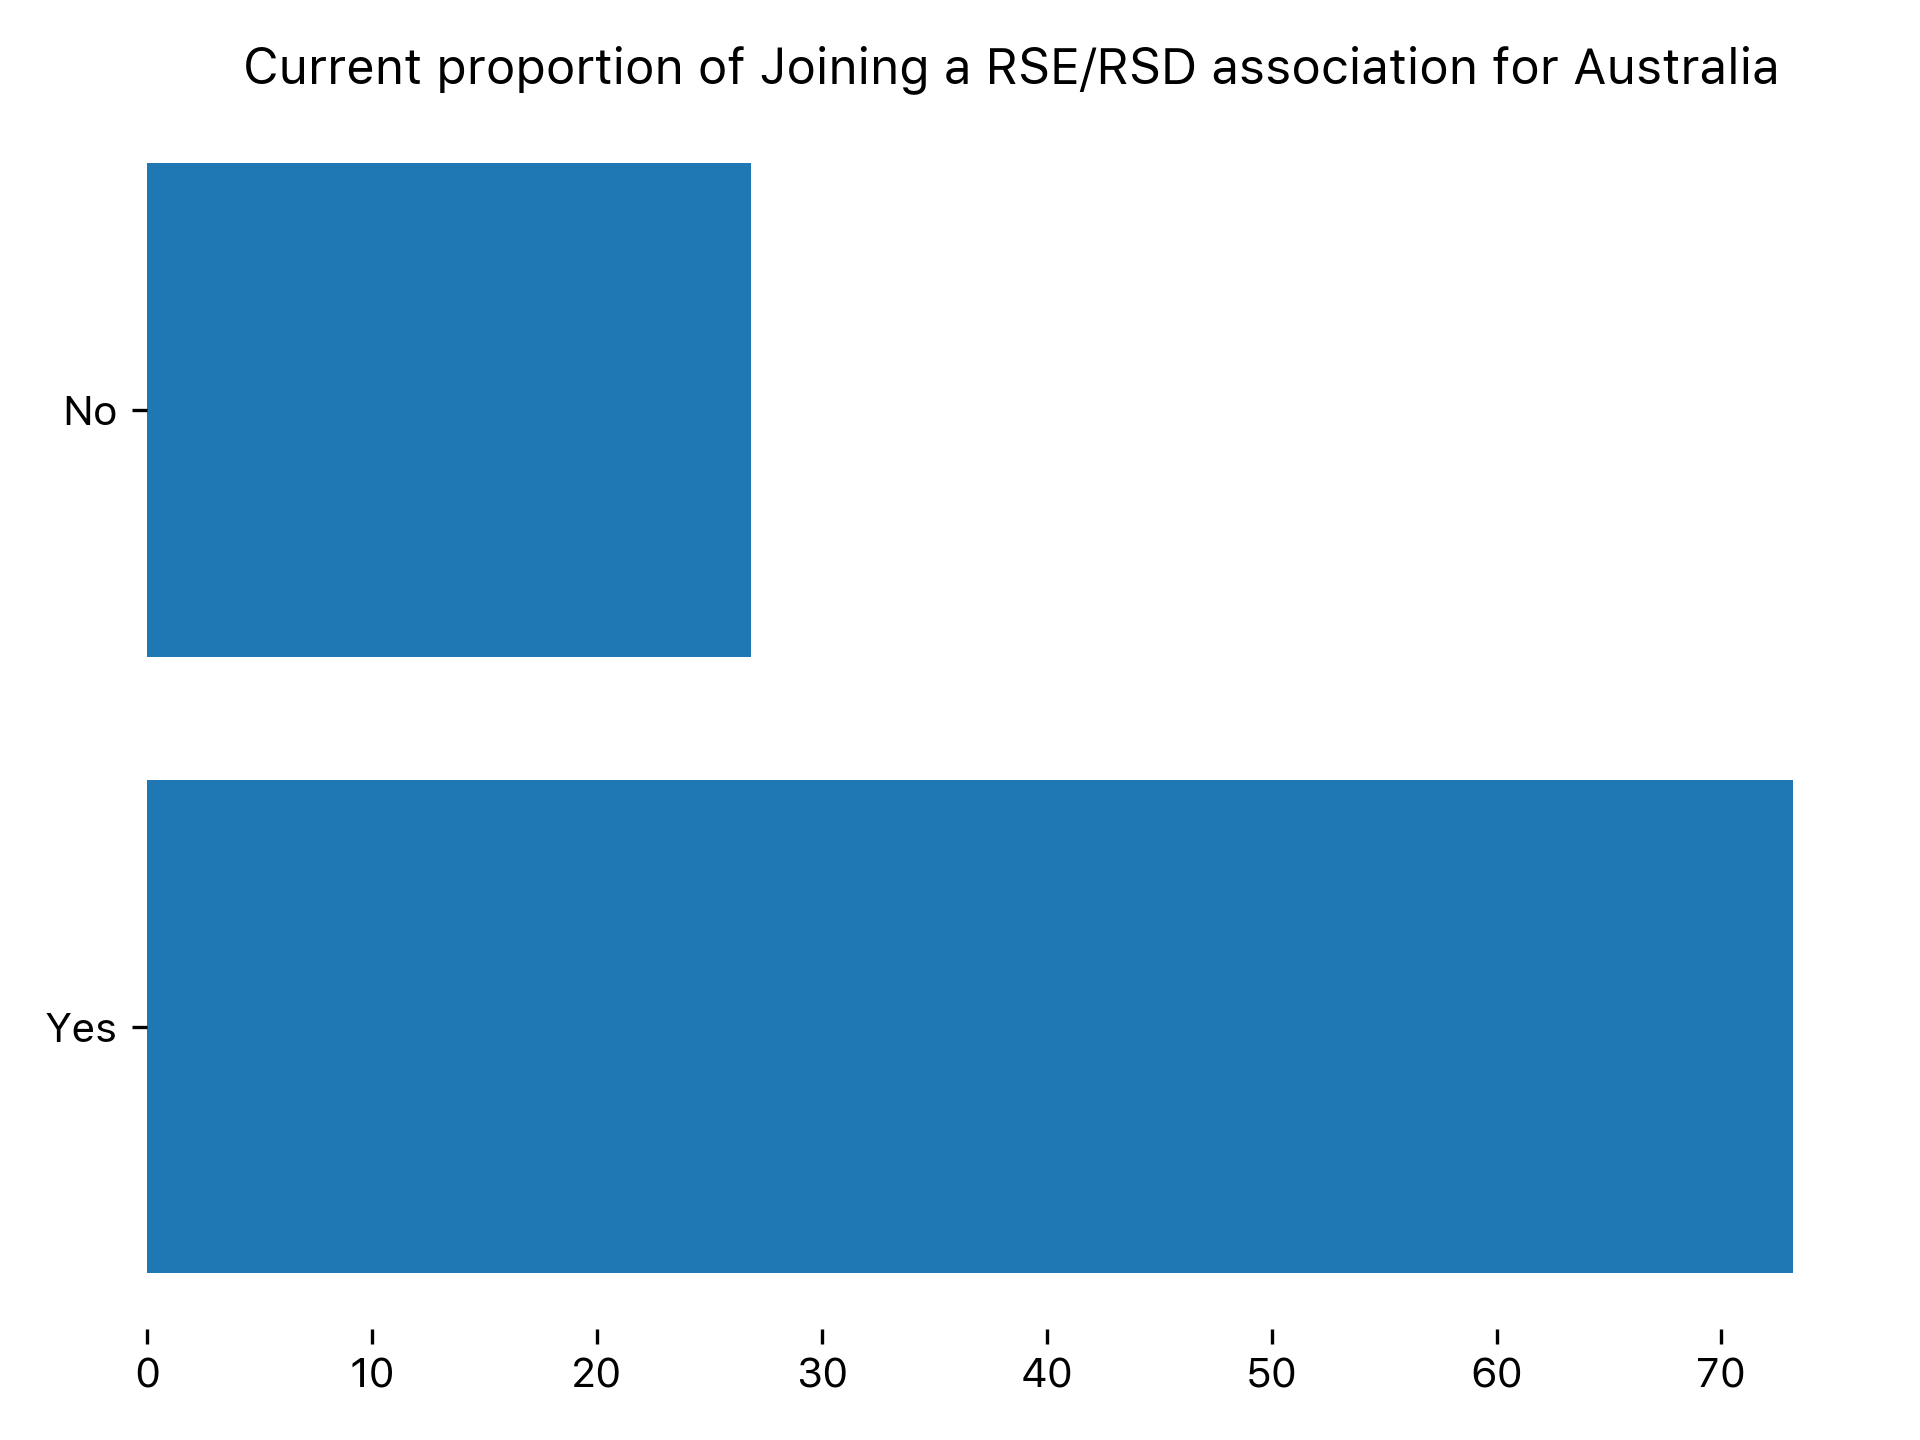 Current proportion of Joining a RSE/RSD association for Australia
No
Yes
0 10 20 30 40 50 60 70